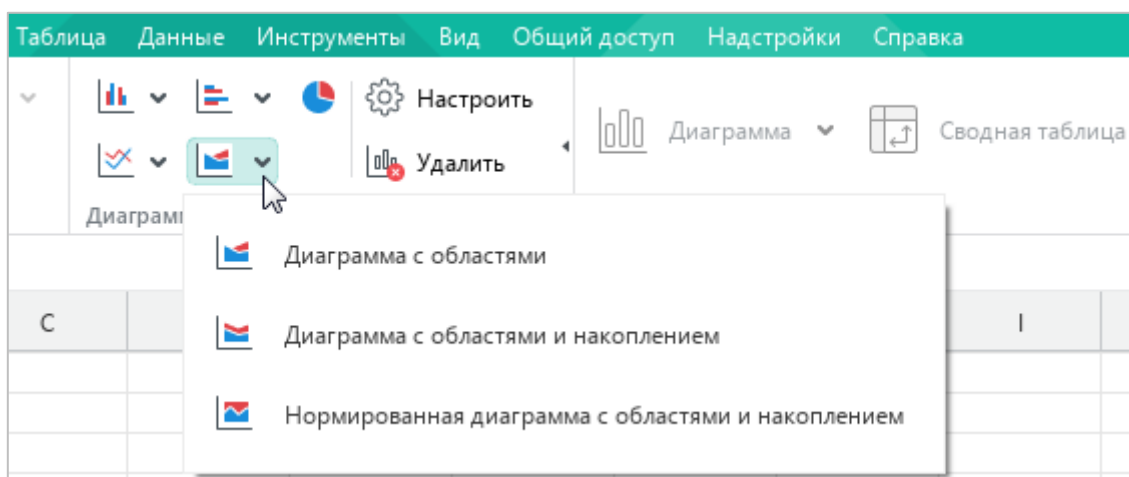 Таблица Данные Инструменты Вид Общий доступ Надстройки Справка
Настроить
Диаграмма Сводная таблица
Удалить
Диаграм
Диаграмма с областями
C I
Диаграмма с областями и накоплением
Нормированная диаграмма с областями и накоплением